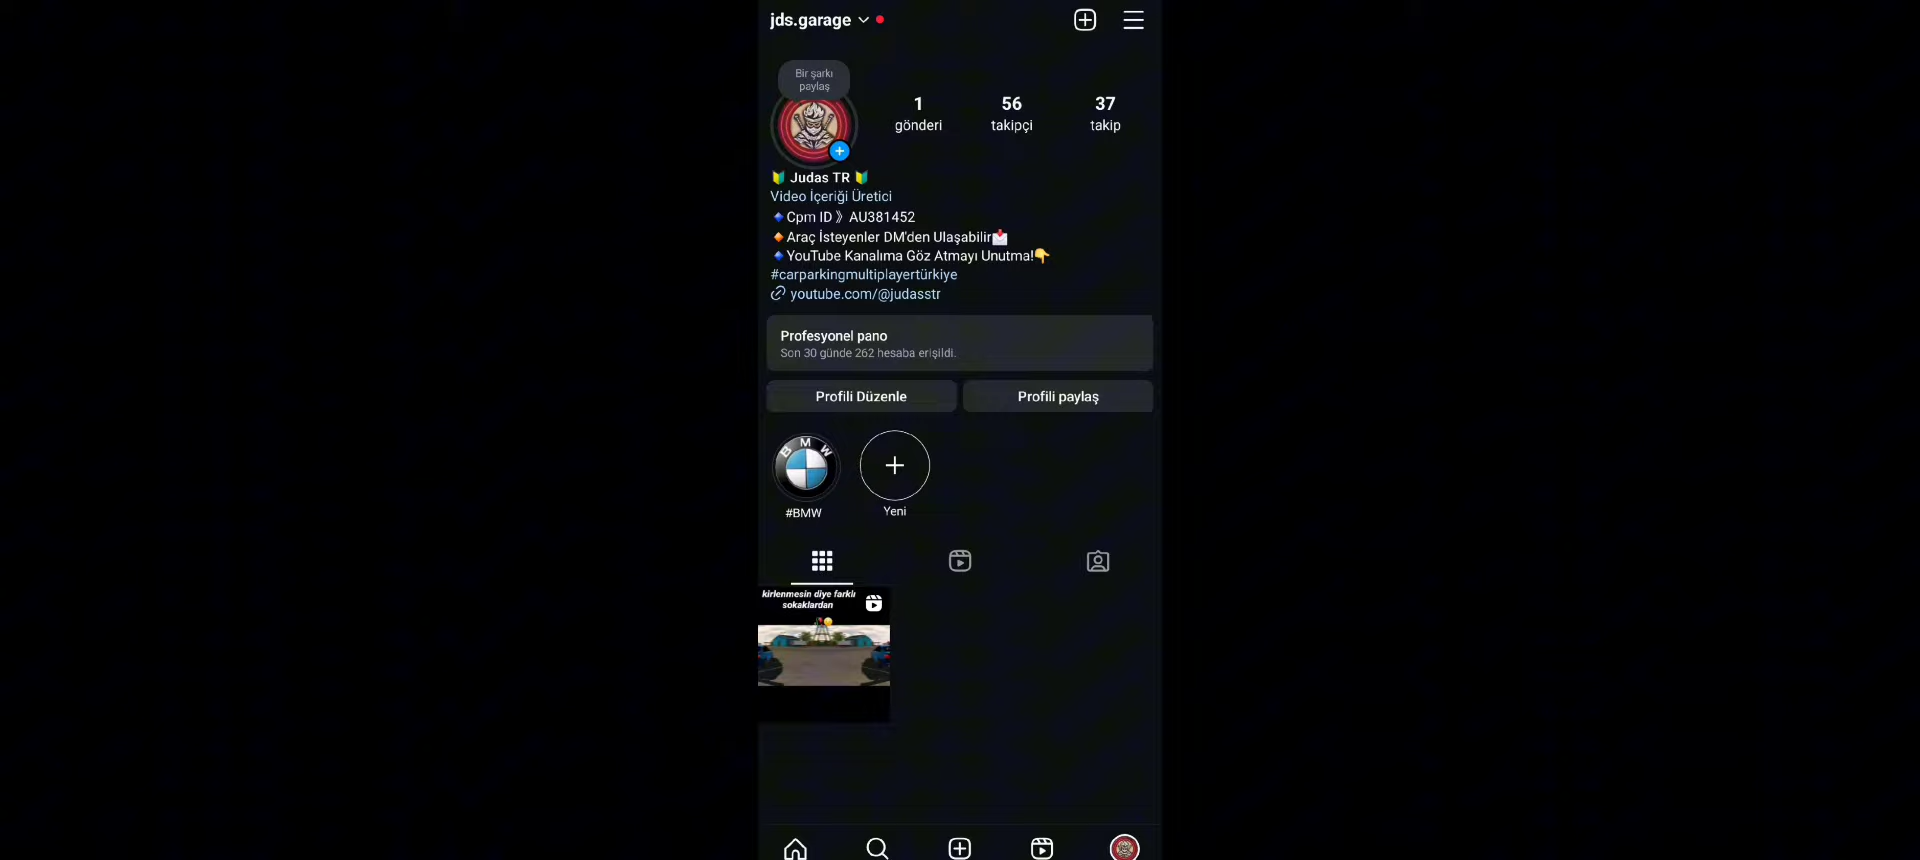 jds.garage
Bir şarkı
paylaş
1 56 37
gönderi takipçi takip
🔰 Judas TR 🔰
Video İçeriği Üretici
🔹Cpm ID 》AU381452
🔸Araç İsteyenler DM'den Ulaşabilir📩
🔹YouTube Kanalıma Göz Atmayı Unutma!👇
#carparkingmultiplayertürkiye
youtube.com/@judasstr
Profesyonel pano
Son 30 günde 262 hesaba erişildi.
Profili Düzenle Profili paylaş
BMW
#BMW Yeni
kirlenmesin diye farklı
sokaklardan